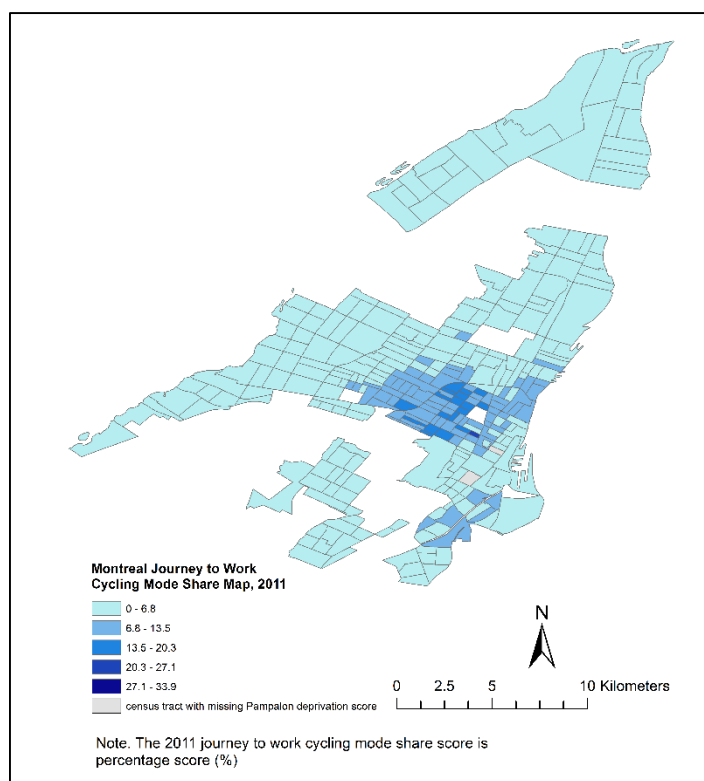 Montreal Journey to Work
Cycling Mode Share Map, 2011
0 - 6.8
6.8 - 13.5
13.5 - 20.3
20.3 - 27.1
27.1 - 33.9
census tract with missing Pampalon deprivation score
N
0 2.5 5 10 Kilometers
Note. The 2011 journey to work cycling mode share score is
percentage score (%)